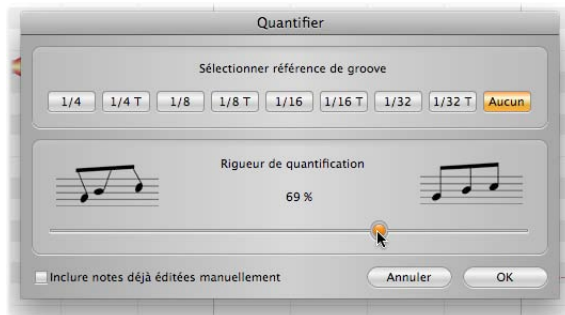 Quantifier
Sélectionner référence de groove
1/4 1/4 T 1/8 1/8 T 1/16 1/16 T 1/32 1/32 T Aucun
Rigueur de quantification
69 %
Inclure notes déjà éditées manuellement Annuler OK